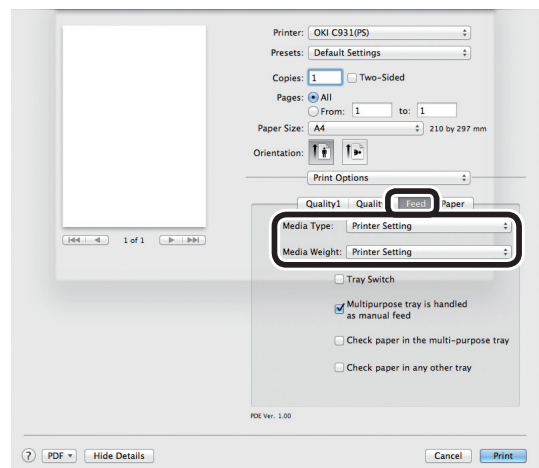 Printer: OKI C931(PS)
Presets: Default Settings
Copies: 1 Two-Sided
Pages: All
From: 1 to: 1
Paper Size: A4 210 by 297 mm
Orientation:
Print Options
Quality1 Qualit Feed Paper
Media Type: Printer Setting
1 of 1
Media Weight: Printer Setting
Tray Switch
Multipurpose tray is handled
as manual feed
Check paper in the multi-purpose tray
Check paper in any other tray
PDE Ver. 1.00
? PDF Hide Details Cancel Print